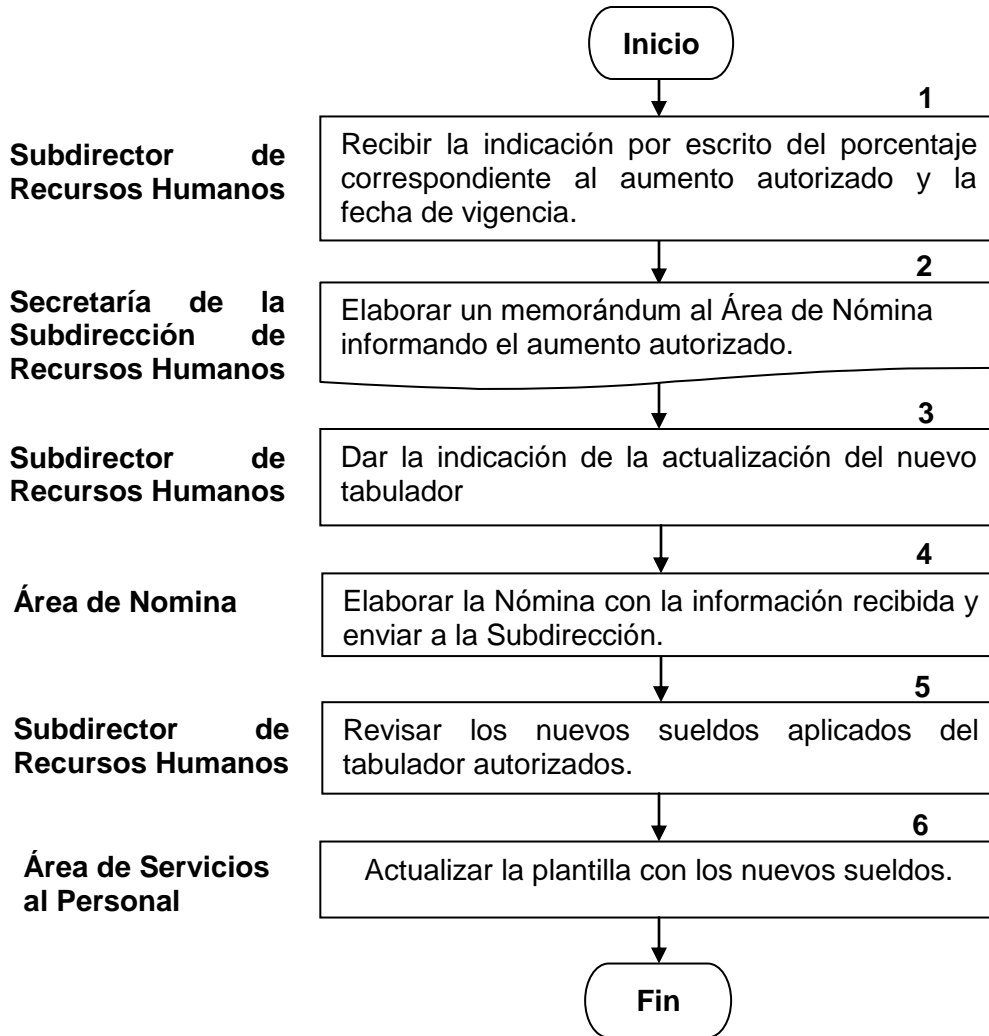 Inicio
1
Subdirector de
Recursos Humanos
Recibir la indicación por escrito del porcentaje
correspondiente al aumento autorizado y la
fecha de vigencia.
2
Secretaría de la
Subdirección de
Recursos Humanos
Elaborar un memorándum al Área de Nómina
informando el aumento autorizado.
3
Subdirector de
Recursos Humanos
Dar la indicación de la actualización del nuevo
tabulador
4
Área de Nomina
Elaborar la Nómina con la información recibida y
enviar a la Subdirección.
5
Subdirector de
Recursos Humanos
Revisar los nuevos sueldos aplicados del
tabulador autorizados.
6
Área de Servicios
al Personal
Actualizar la plantilla con los nuevos sueldos.
Fin